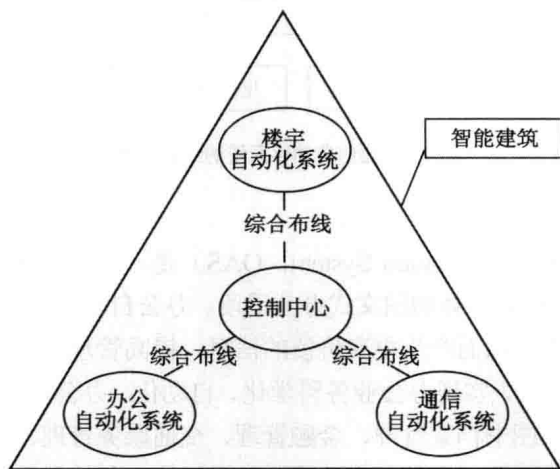 楼宇
自动化系统
智能建筑
综合布线
控制中心
综合布线
综合布线
办公
自动化系统
通信
自动化系统